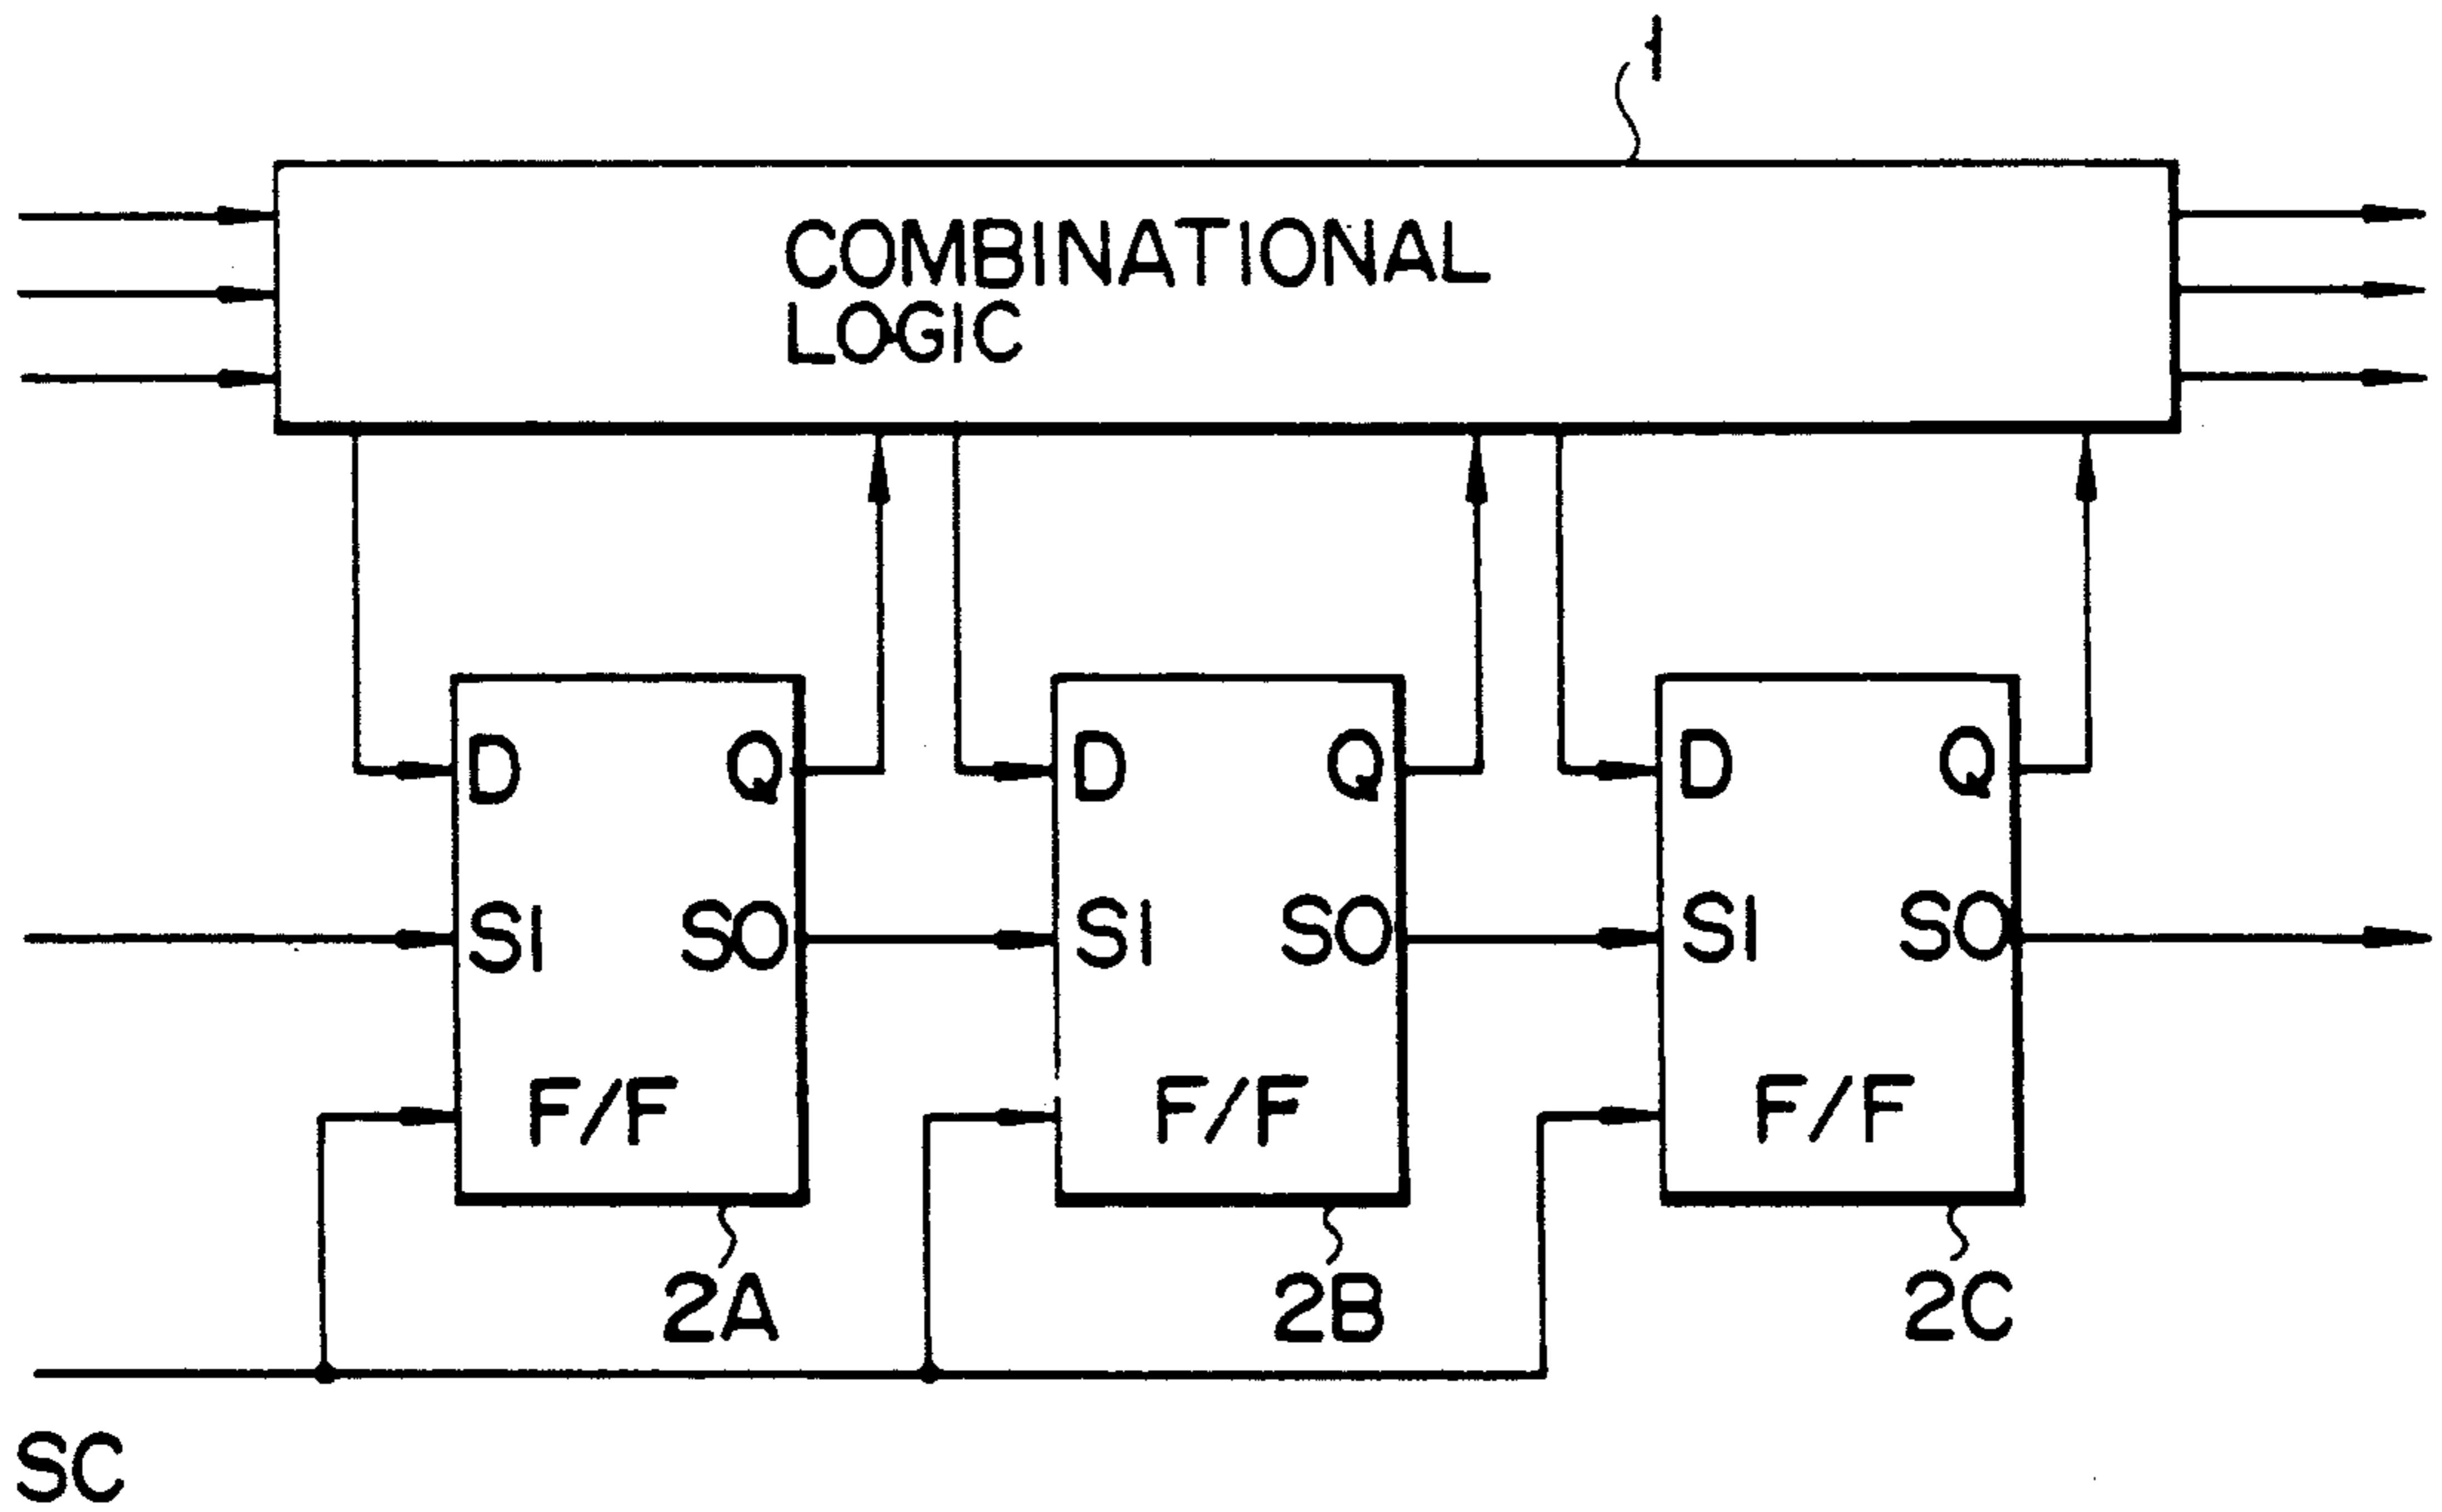 1
COMBINATIONAL
LOGIC
D Q D Q D Q
SI SO SI SO SI SO
F/F F/F F/F
2A 2B 2C
SC